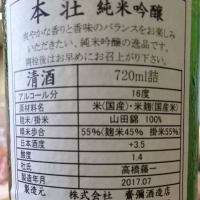 本荘 純米吟醸
爽やかな香りと香味のバランスをお楽しみ
いただきたい、純米吟醸の逸品です。
開栓後はお早めにお召上がり下さい。
清酒 720ml詰
アルコール分 16度
原材料名 米(国産)・米麹(国産米)
麹米/掛米 山田錦 100%
精米歩合 55%麹米45% 掛米55%
日本酒度 +3.5
酸度 1.4
杜氏 高橋藤一
製造年月 2017.07
製造元 株式会社 齋彌酒造店